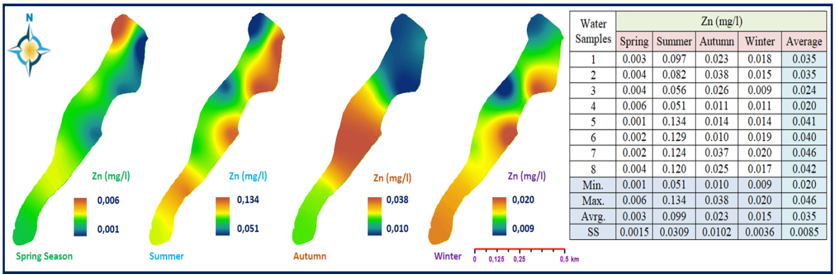 N
Zn (mg/l)
0,006
0,001
Spring Season
Zn (mg/l)
0,134
0,051
Summer
Zn (mg/l)
0,038
0,010
Autumn
Zn (mg/l)
0,020
0,009
Winter
0 0,125 0,25 0,5 km
Water Samples Zn (mg/l)
Spring Summer Autumn Winter Average
1 0.003 0.097 0.023 0.018 0.035
2 0.004 0.082 0.038 0.015 0.035
3 0.004 0.056 0.026 0.009 0.024
4 0.006 0.051 0.011 0.011 0.020
5 0.001 0.134 0.014 0.014 0.041
6 0.002 0.129 0.010 0.019 0.040
7 0.002 0.124 0.037 0.020 0.046
8 0.004 0.120 0.025 0.017 0.042
Min. 0.001 0.051 0.010 0.009 0.020
Max. 0.006 0.134 0.038 0.020 0.046
Avrg. 0.003 0.099 0.023 0.015 0.035
SS 0.0015 0.0309 0.0102 0.0036 0.0085